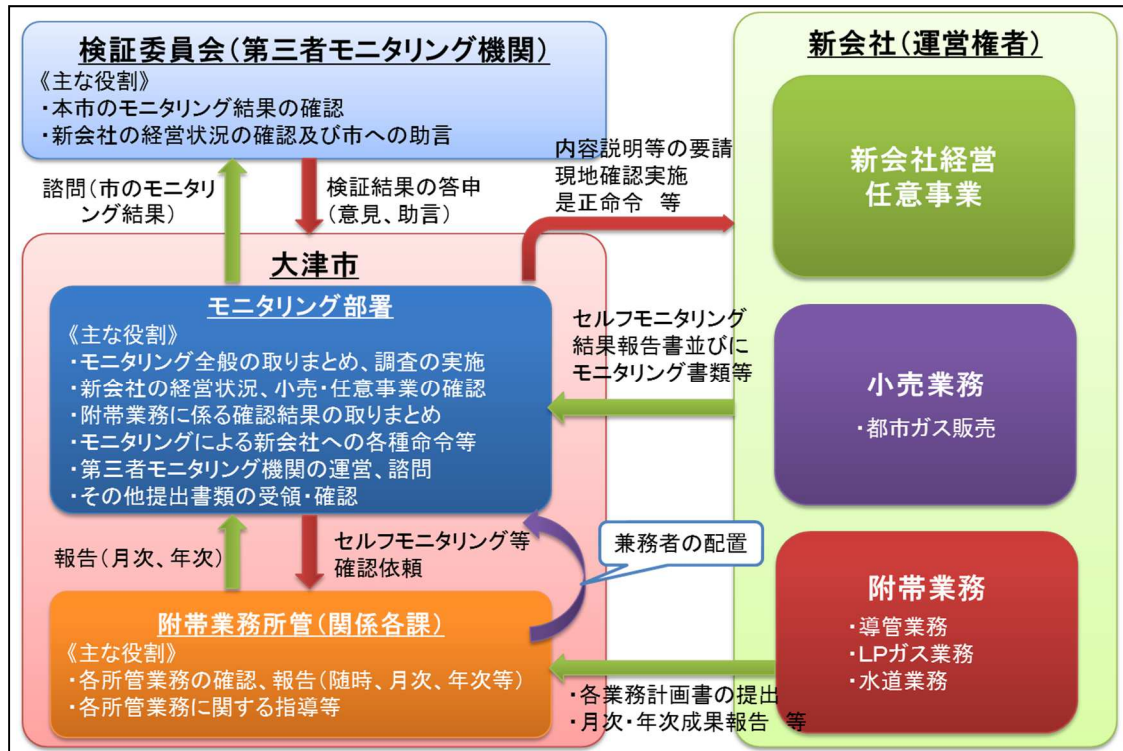 検証委員会(第三者モニタリング機関)
《主な役割》
・本市のモニタリング結果の確認
・新会社の経営状況の確認及び市への助言
諮問(市のモニタリ
ング結果)
検証結果の答申
(意見、助言)
内容説明等の要請
現地確認実施
是正命令 等
大津市
モニタリング部署
《主な役割》
・モニタリング全般の取りまとめ、調査の実施
・新会社の経営状況、小売・任意事業の確認
・附帯業務に係る確認結果の取りまとめ
・モニタリングによる新会社への各種命令等
・第三者モニタリング機関の運営、諮問
・その他提出書類の受領・確認
セルフモニタリング
結果報告書並びに
モニタリング書類等
報告(月次、年次)
セルフモニタリング等
確認依頼
兼務者の配置
附帯業務所管(関係各課)
《主な役割》
・各所管業務の確認、報告(随時、月次、年次等)
・各所管業務に関する指導等
・各業務計画書の提出
・月次・年次成果報告 等
新会社(運営権者)
新会社経営
任意事業
小売業務
・都市ガス販売
附帯業務
・導管業務
・LPガス業務
・水道業務